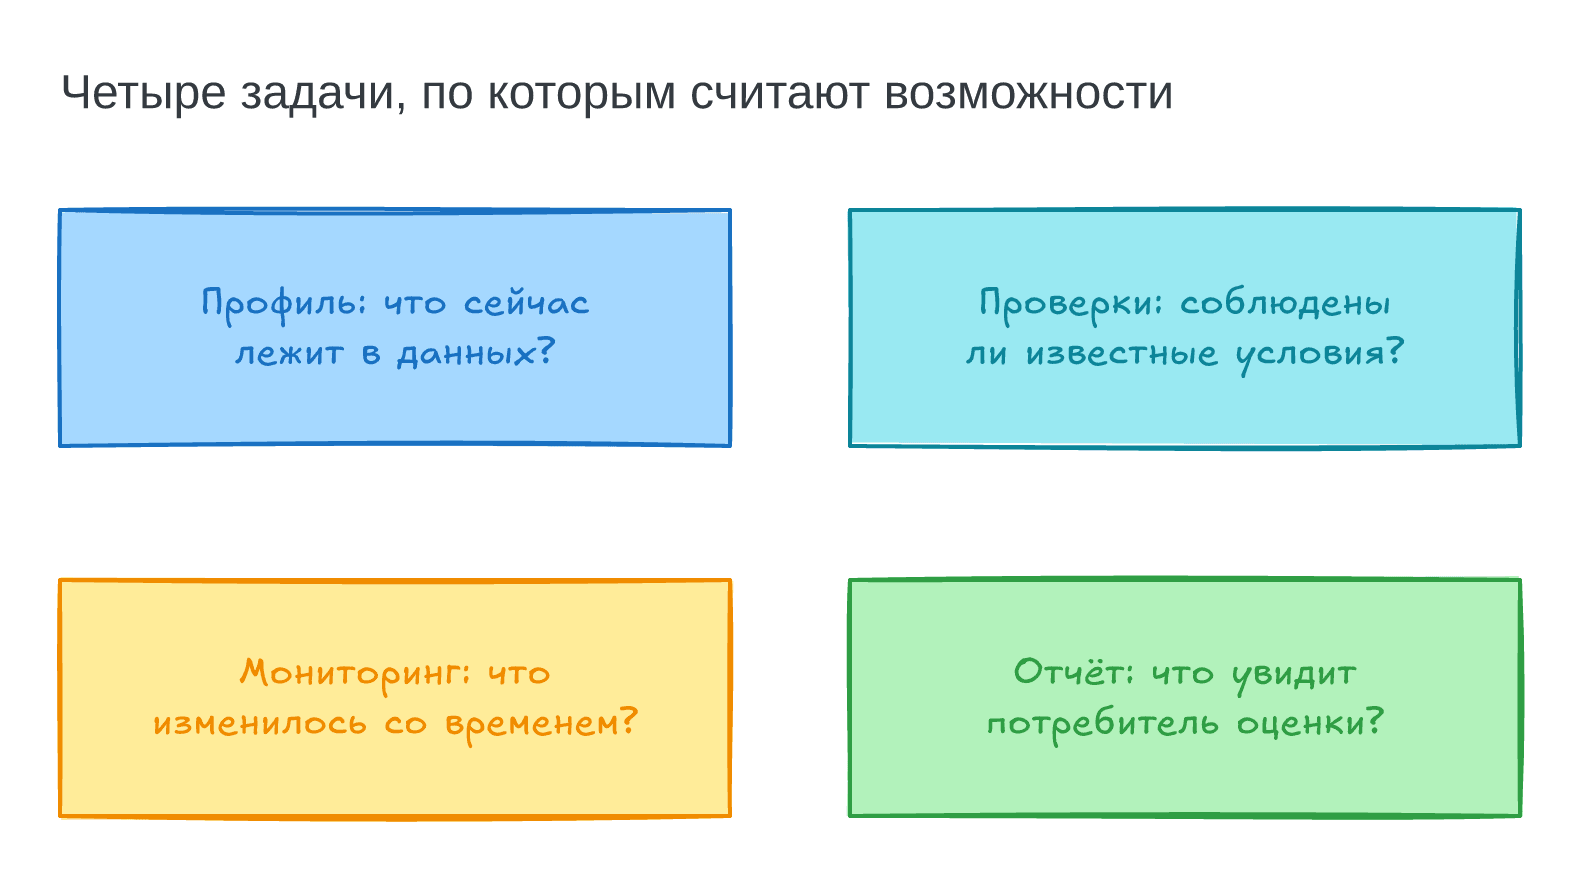 Четыре задачи, по которым считают возможности
Профиль: что сейчас
лежит в данных?
Проверки: соблюдены
ли известные условия?
Мониторинг: что
изменилось со временем?
Отчёт: что увидит
потребитель оценки?